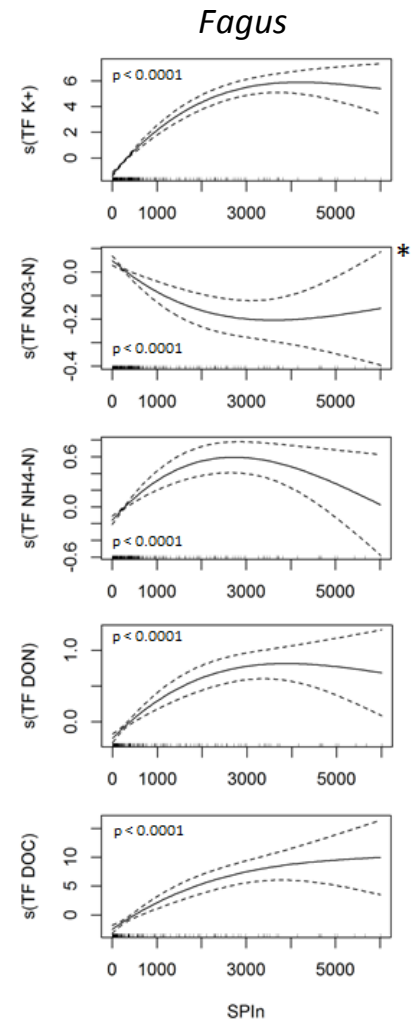 Fagus
s(TF K+)
p < 0.0001
6
4
2
0
0 1000 3000 5000
s(TF NO3-N)
*
0.0
-0.2
-0.4
p < 0.0001
0 1000 3000 5000
s(TF NH4-N)
0.6
0.0
-0.6
p < 0.0001
0 1000 3000 5000
s(TF DON)
p < 0.0001
1.0
0.0
0 1000 3000 5000
s(TF DOC)
p < 0.0001
10
5
0
0 1000 3000 5000
SPIn